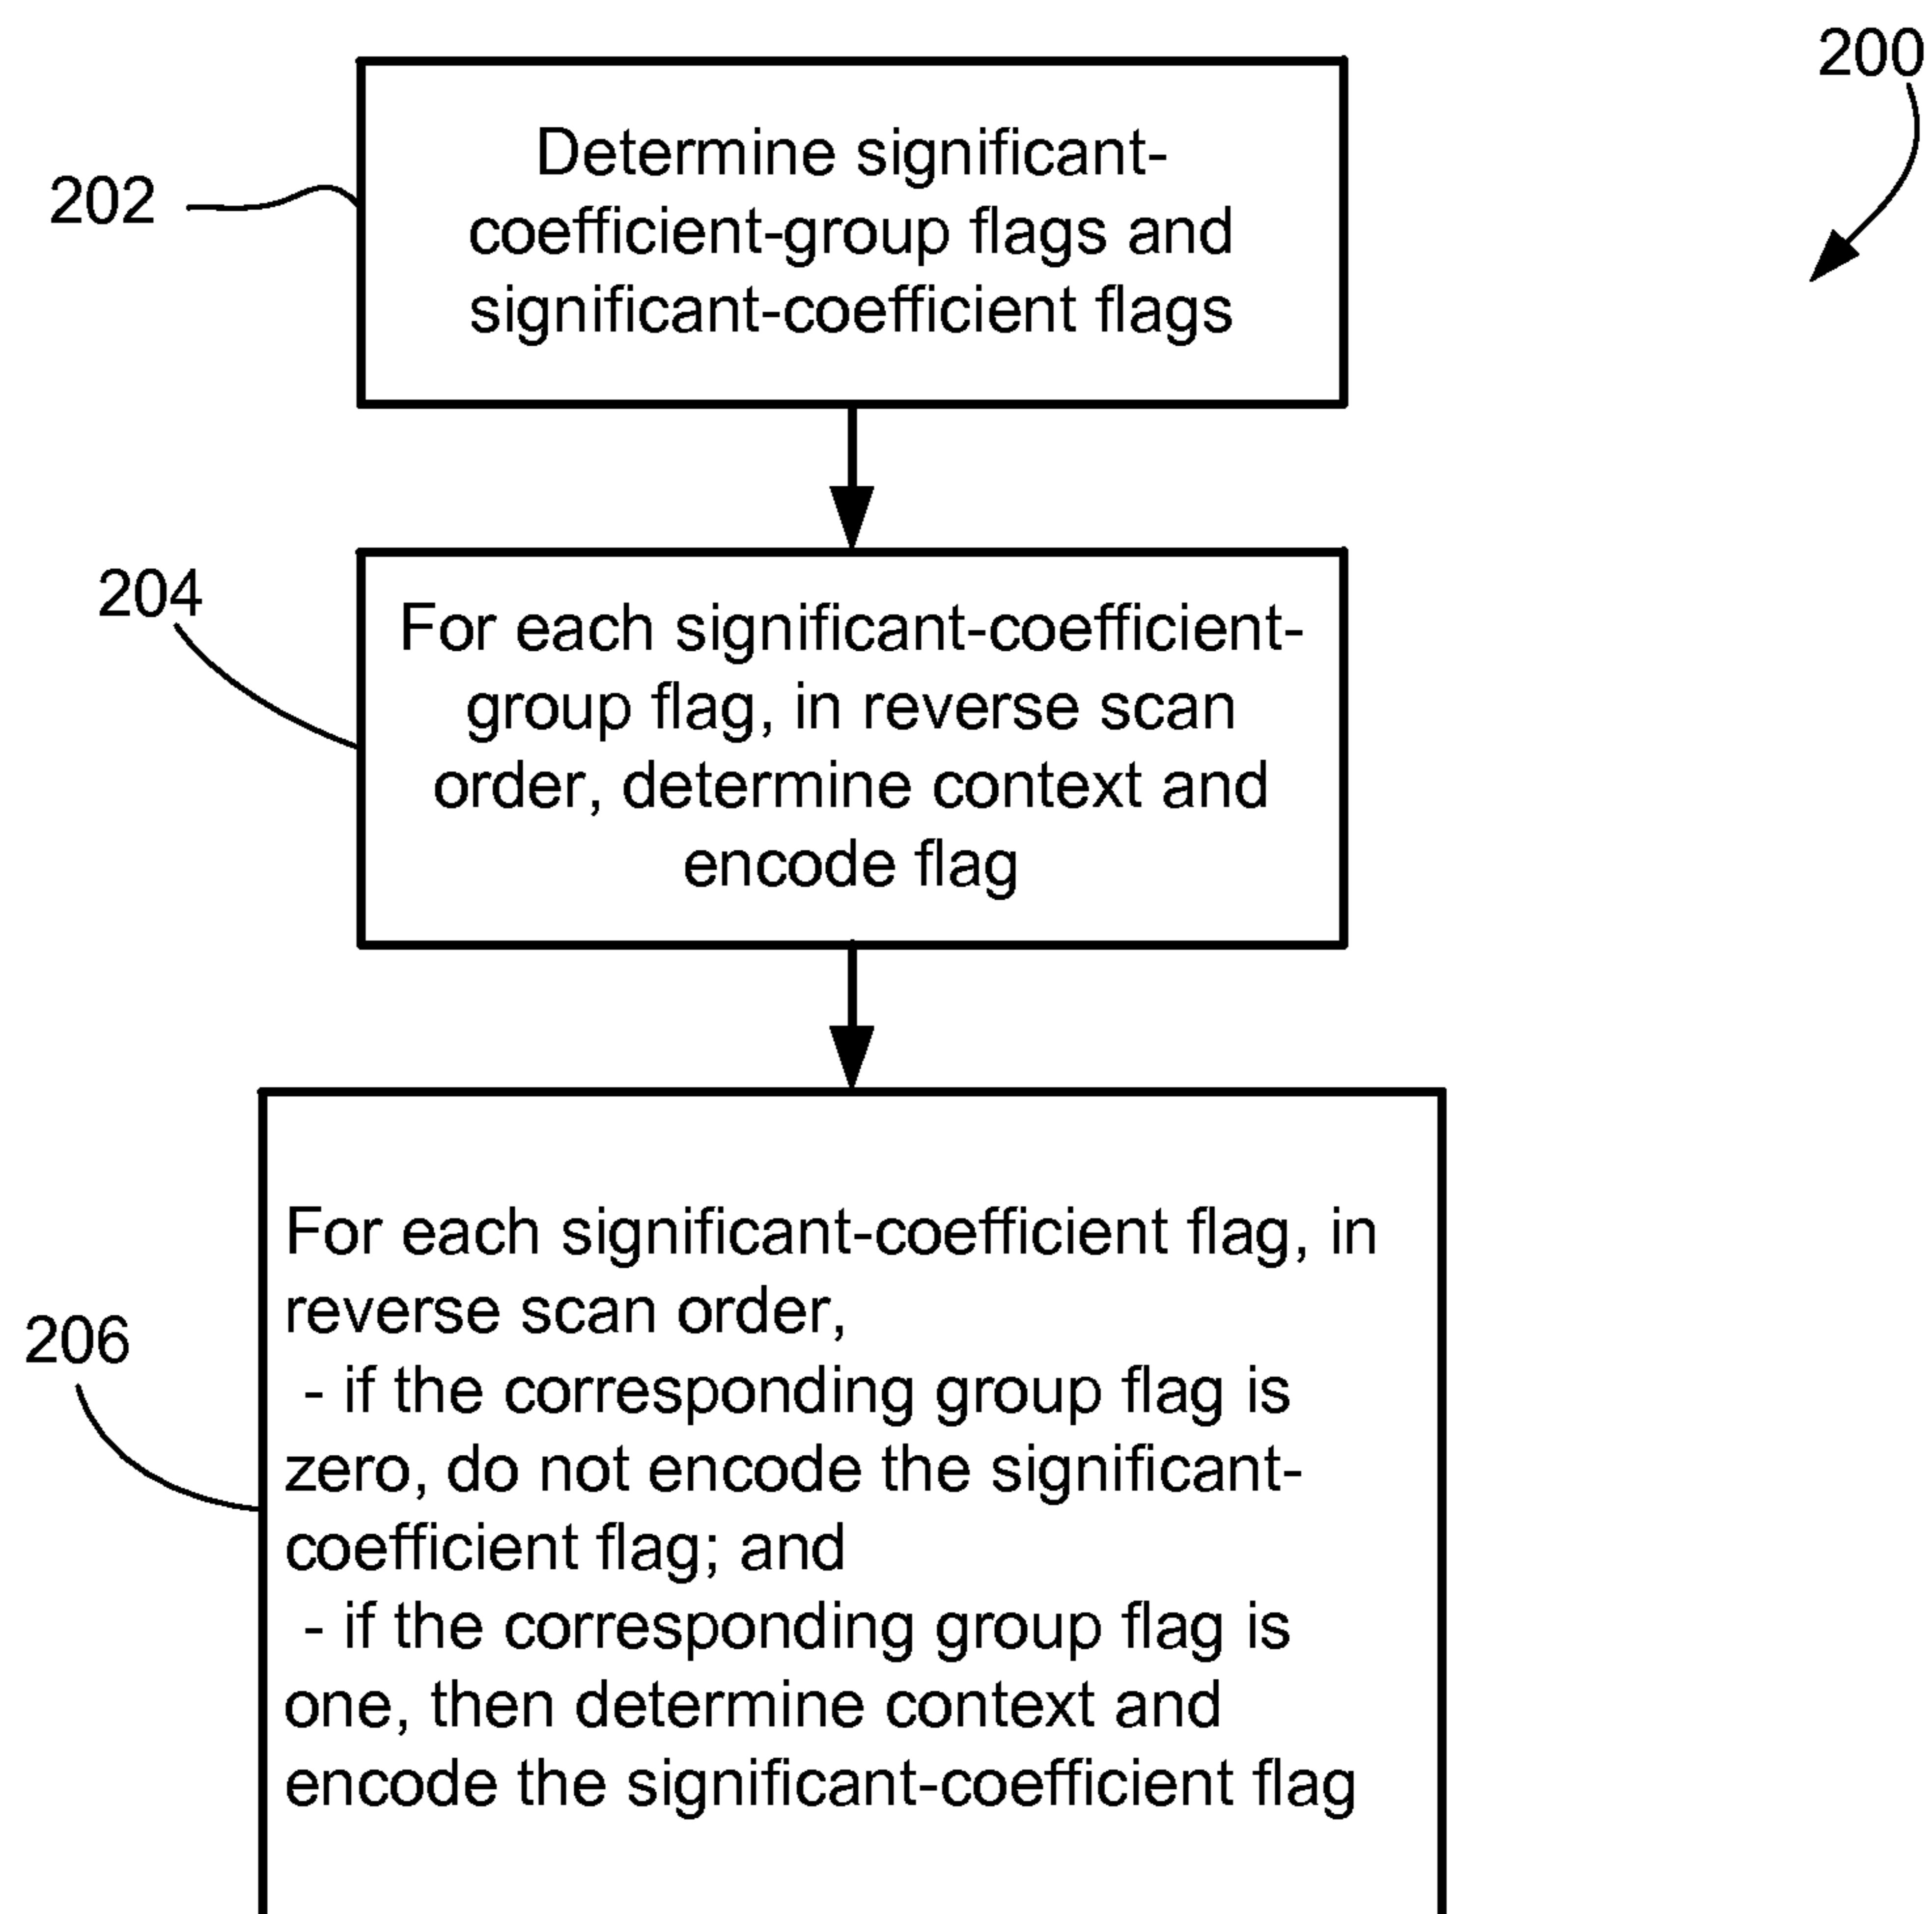 200
202
Determine significant-
coefficient-group flags and
significant-coefficient flags
204
For each significant-coefficient-
group flag, in reverse scan
order, determine context and
encode flag
206
For each significant-coefficient flag, in
reverse scan order,
- if the corresponding group flag is
zero, do not encode the significant-
coefficient flag; and
- if the corresponding group flag is
one, then determine context and
encode the significant-coefficient flag